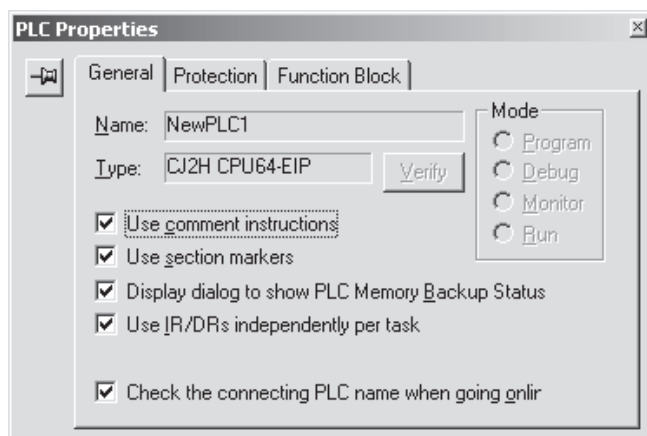 PLC Properties
General Protection Function Block
Name: NewPLC1
Type: CJ2H CPU64-EIP Verify
Mode
Program
Debug
Monitor
Run
Use comment instructions
Use section markers
Display dialog to show PLC Memory Backup Status
Use IR/DRs independently per task
Check the connecting PLC name when going onlir